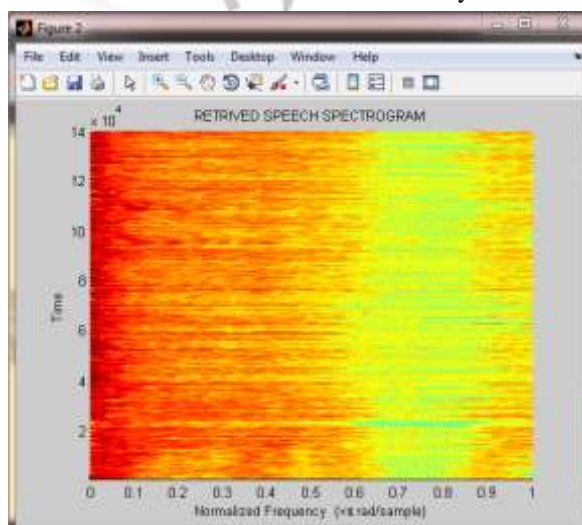 Figure 2
File Edit View Insert Tools Desktop Window Help
× 10^4
RETRIVED SPEECH SPECTROGRAM
14
12
10
8
6
4
2
Time
0 0.1 0.2 0.3 0.4 0.5 0.6 0.7 0.8 0.9 1
Normalized Frequency (×π rad/sample)